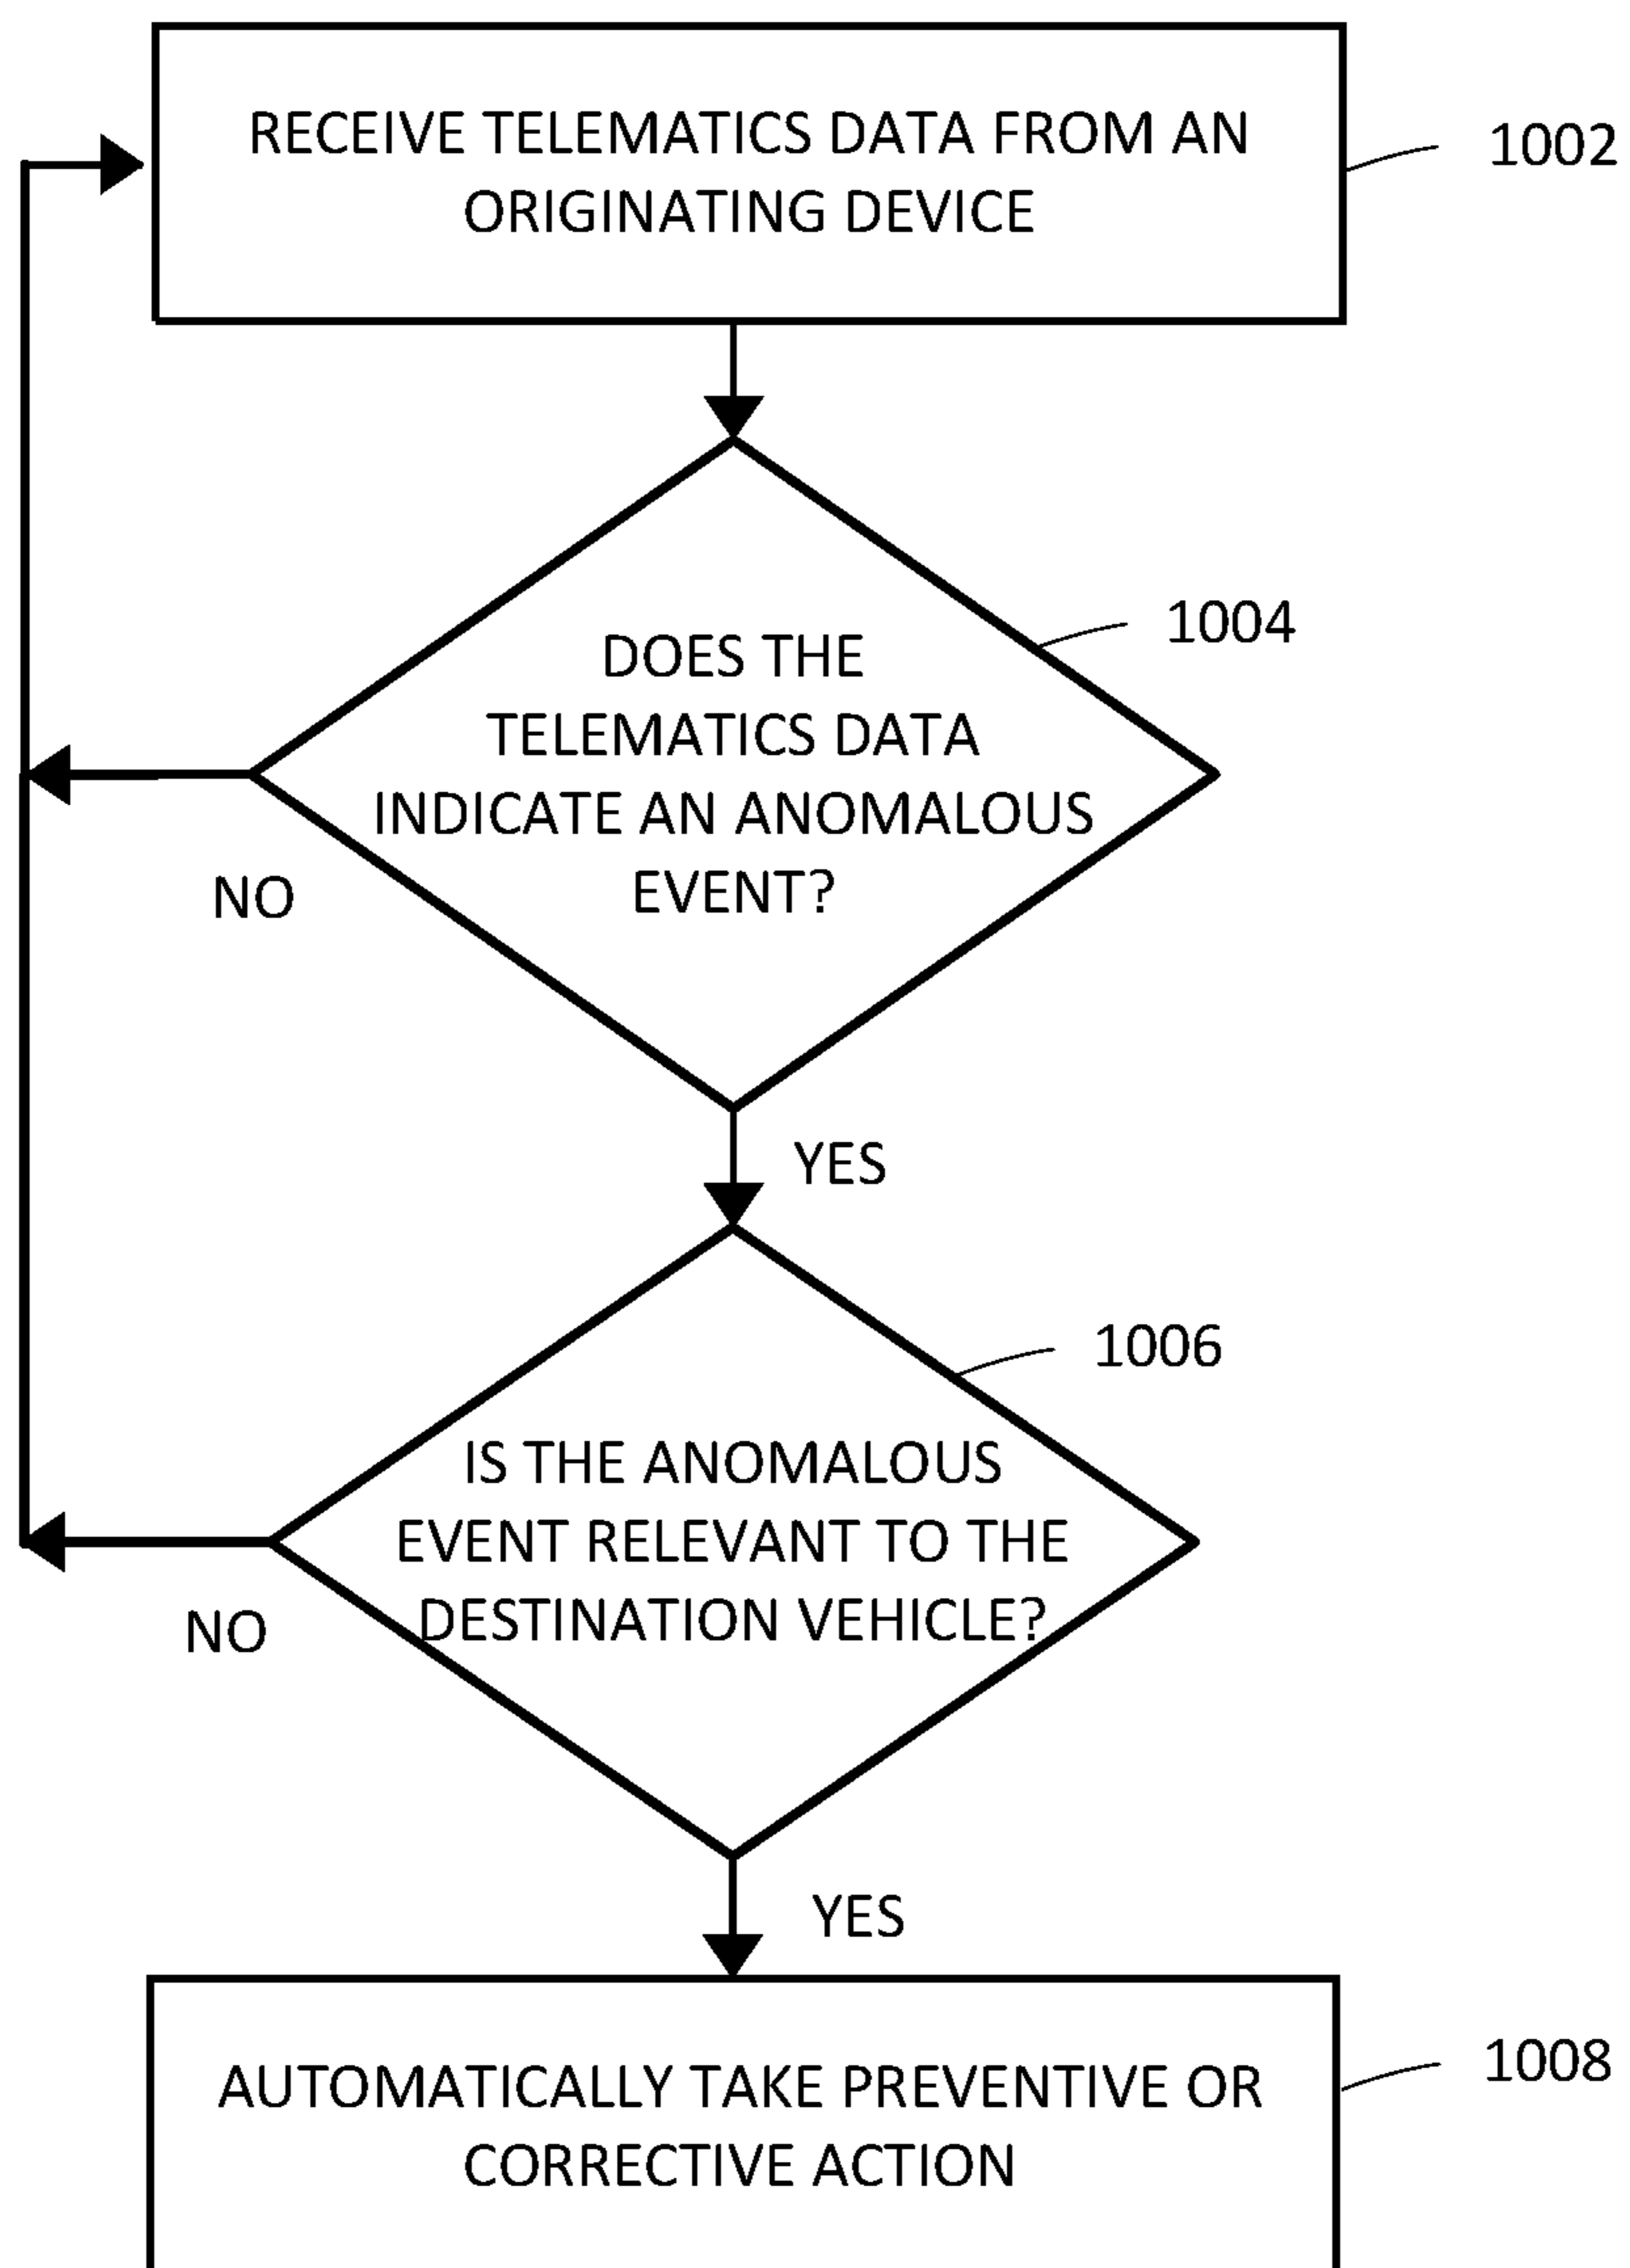 RECEIVE TELEMATICS DATA FROM AN
ORIGINATING DEVICE
1002
DOES THE
TELEMATICS DATA
INDICATE AN ANOMALOUS
EVENT?
1004
NO
YES
IS THE ANOMALOUS
EVENT RELEVANT TO THE
DESTINATION VEHICLE?
1006
NO
YES
AUTOMATICALLY TAKE PREVENTIVE OR
CORRECTIVE ACTION
1008